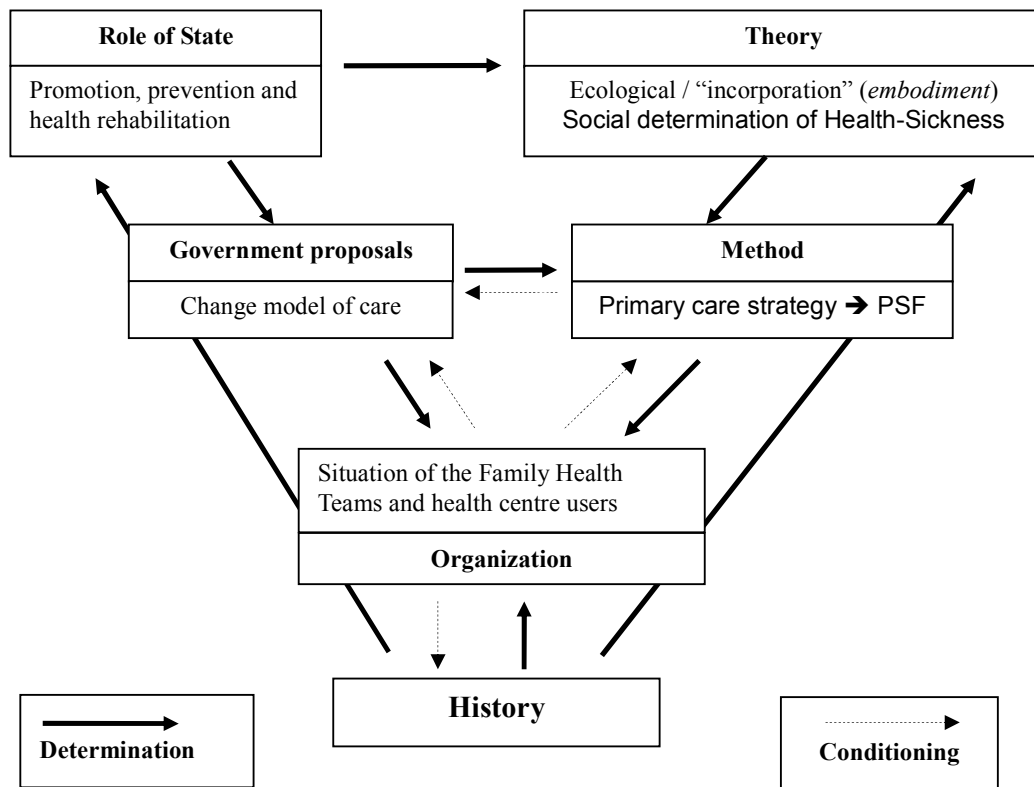 Role of State
Promotion, prevention and
health rehabilitation
Theory
Ecological / “incorporation” (embodiment)
Social determination of Health-Sickness
Government proposals
Change model of care
Method
Primary care strategy ➔ PSF
Situation of the Family Health
Teams and health centre users
Organization
History
Determination
Conditioning